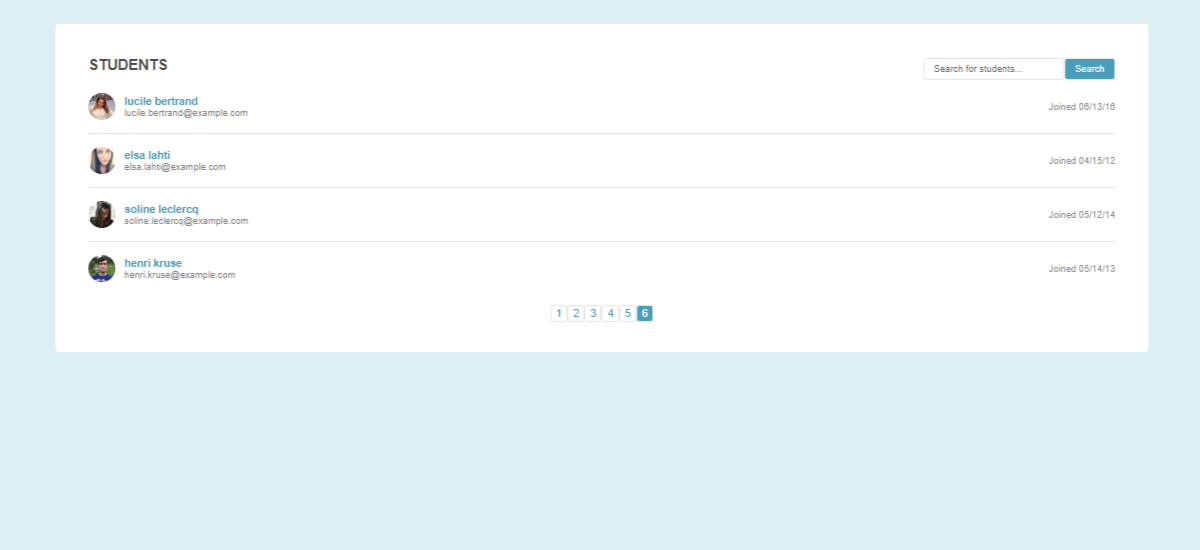 STUDENTS
Search for students...
Search
lucile bertrand
lucile.bertrand@example.com
Joined 06/13/16
elsa lahti
elsa.lahti@example.com
Joined 04/15/12
soline leclercq
soline.leclercq@example.com
Joined 05/12/14
henri kruse
henri.kruse@example.com
Joined 05/14/13
1 2 3 4 5 6